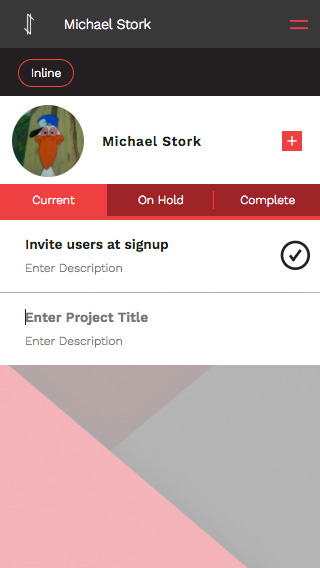 Michael Stork
Inline
Michael Stork
Current
On Hold
Complete
Invite users at signup
Enter Description
Enter Project Title
Enter Description